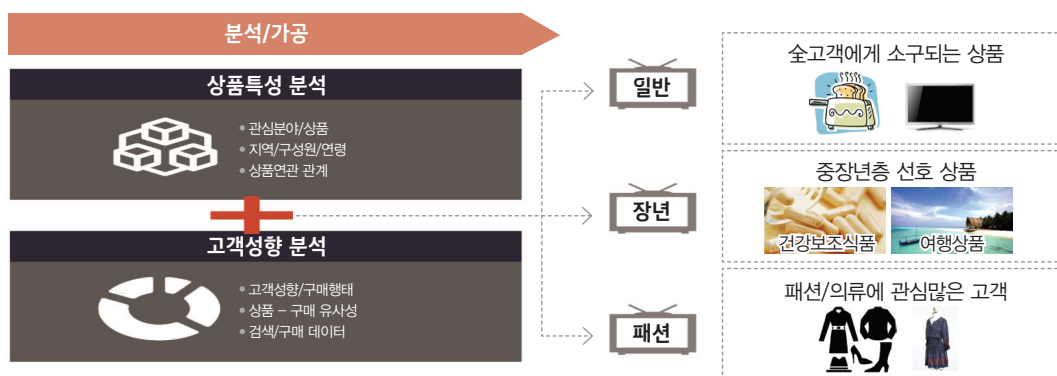 분석/가공
상품특성 분석
• 관심분야/상품
• 지역/구성원/연령
• 상품연관 관계
고객성향 분석
• 고객성향/구매행태
• 상품 – 구매 유사성
• 검색/구매 데이터
일반
장년
패션
全고객에게 소구되는 상품
중장년층 선호 상품
건강보조식품
여행상품
패션/의류에 관심많은 고객